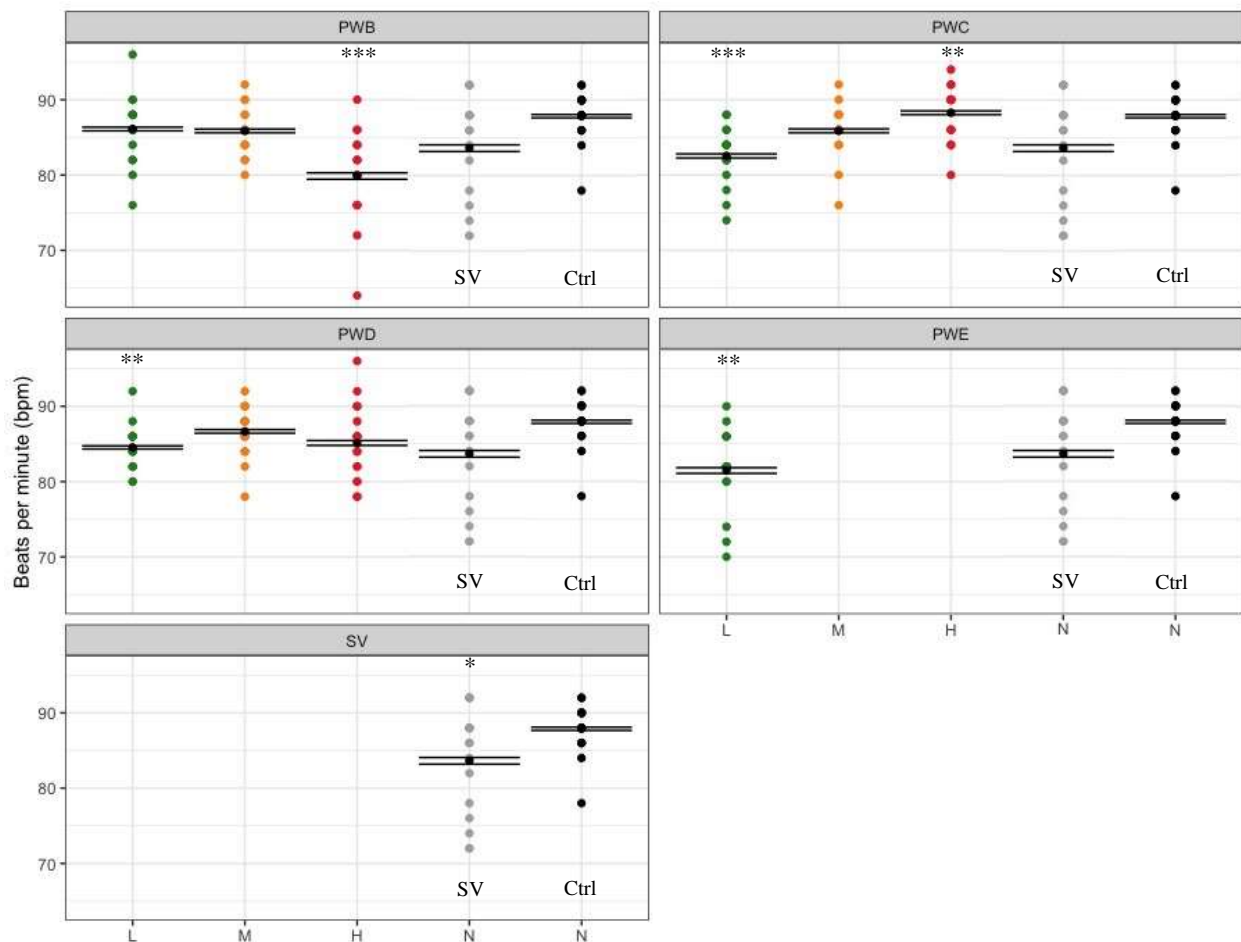 PWB
PWC
*** *** **
90
80
70
SV Ctrl SV Ctrl
PWD
PWE
** **
90
80
70
SV Ctrl SV Ctrl
Beats per minute (bpm)
L M H N N
SV
*
90
80
70
SV Ctrl
L M H N N